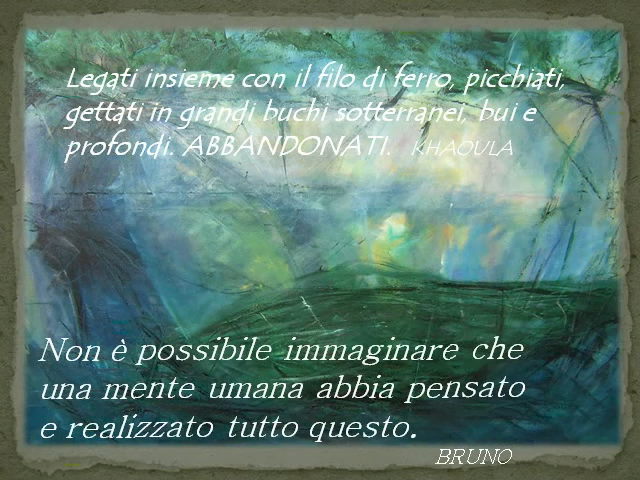 Legati insieme con il filo di ferro, picchiati,
gettati in grandi buchi sotterranei, bui e
profondi. ABBANDONATI. KHAOULA
Non è possibile immaginare che
una mente umana abbia pensato
e realizzato tutto questo.
BRUNO